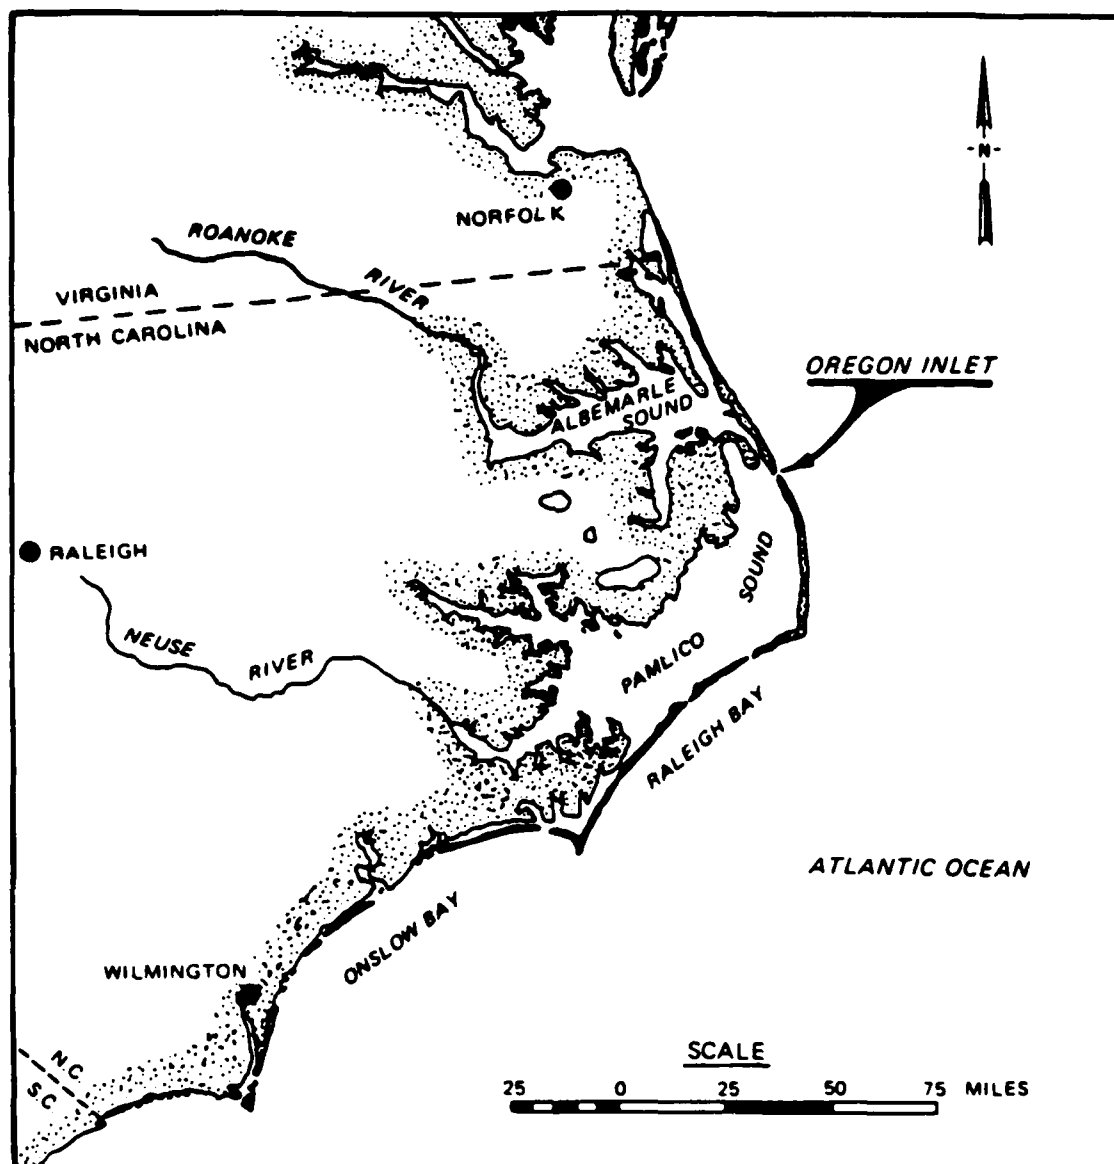 -N-
NORFOLK
ROANOKE
RIVER
VIRGINIA
NORTH CAROLINA
OREGON INLET
ALBEMARLE
SOUND
RALEIGH
SOUND
NEUSE
RIVER
PAMLICO
RALEIGH BAY
ATLANTIC OCEAN
ONSLOW BAY
WILMINGTON
N.C.
S.C.
SCALE
25 0 25 50 75 MILES